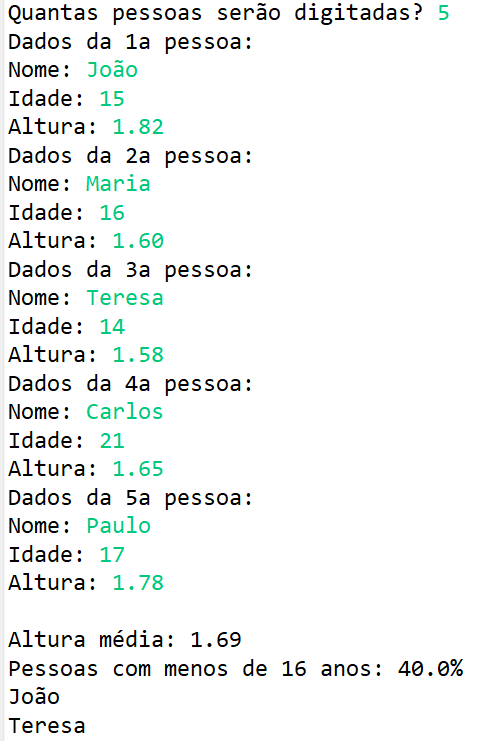 Quantas pessoas serão digitadas? 5
Dados da 1a pessoa:
Nome: João
Idade: 15
Altura: 1.82
Dados da 2a pessoa:
Nome: Maria
Idade: 16
Altura: 1.60
Dados da 3a pessoa:
Nome: Teresa
Idade: 14
Altura: 1.58
Dados da 4a pessoa:
Nome: Carlos
Idade: 21
Altura: 1.65
Dados da 5a pessoa:
Nome: Paulo
Idade: 17
Altura: 1.78
Altura média: 1.69
Pessoas com menos de 16 anos: 40.0%
João
Teresa